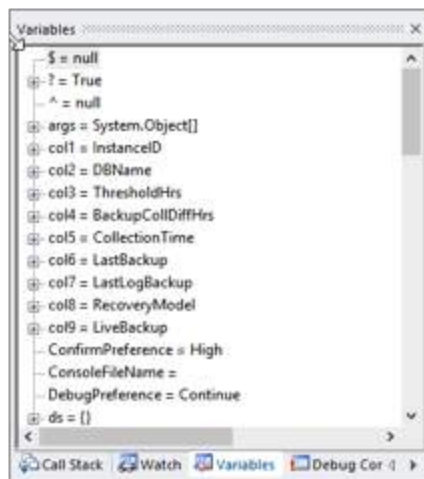 Variables
$ = null
? = True
^ = null
args = System.Object[]
col1 = InstanceID
col2 = DBName
col3 = ThresholdHrs
col4 = BackupCollDiffHrs
col5 = CollectionTime
col6 = LastBackup
col7 = LastLogBackup
col8 = RecoveryModel
col9 = LiveBackup
ConfirmPreference = High
ConsoleFileName =
DebugPreference = Continue
ds = {}
Call Stack Watch Variables Debug Cor